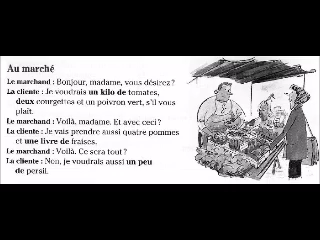 Au marché
Le marchand : Bonjour, madame, vous désirez ?
La cliente : Je voudrais un kilo de tomates,
deux courgettes et un poivron vert, s'il vous
plaît.
Le marchand : Voilà, madame. Et avec ceci ?
La cliente : Je vais prendre aussi quatre pommes
et une livre de fraises.
Le marchand : Voilà. Ce sera tout ?
La cliente : Non, je voudrais aussi un peu
de persil.